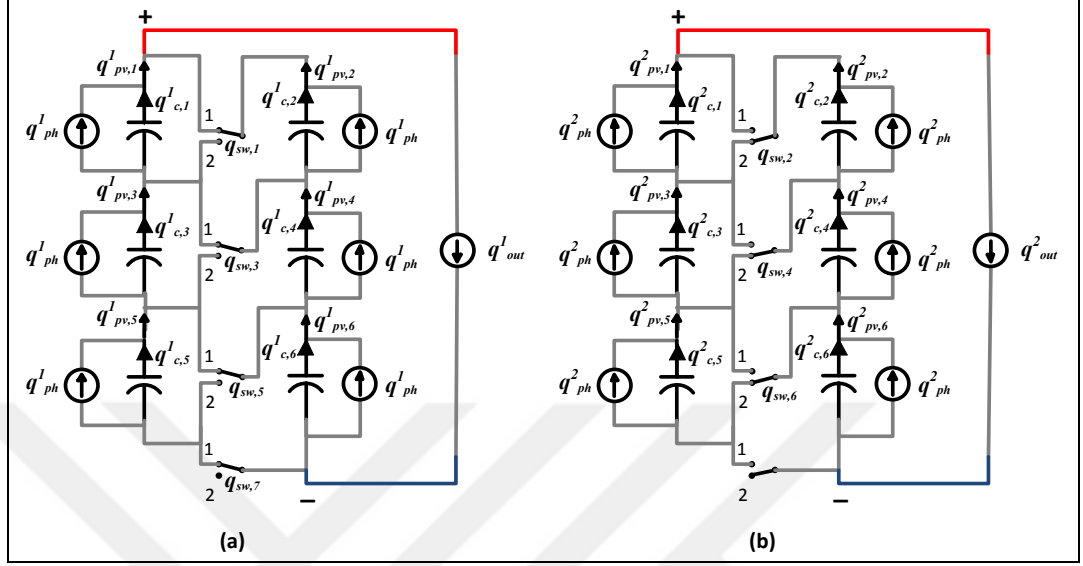 +
q¹pv,1
q¹c,1
q¹ph
1
2
qsw,1
q¹pv,2
q¹c,2
q¹ph
q¹pv,3
q¹c,3
q¹ph
1
2
qsw,3
q¹pv,4
q¹c,4
q¹ph
q¹out
q¹pv,5
q¹c,5
q¹ph
1
2
qsw,5
q¹pv,6
q¹c,6
q¹ph
1
2
qsw,7
−
(a)
+
q²pv,1
q²c,1
q²ph
1
2
qsw,2
q²pv,2
q²c,2
q²ph
q²pv,3
q²c,3
q²ph
1
2
qsw,4
q²pv,4
q²c,4
q²ph
q²out
q²pv,5
q²c,5
q²ph
1
2
qsw,6
q²pv,6
q²c,6
q²ph
1
2
−
(b)